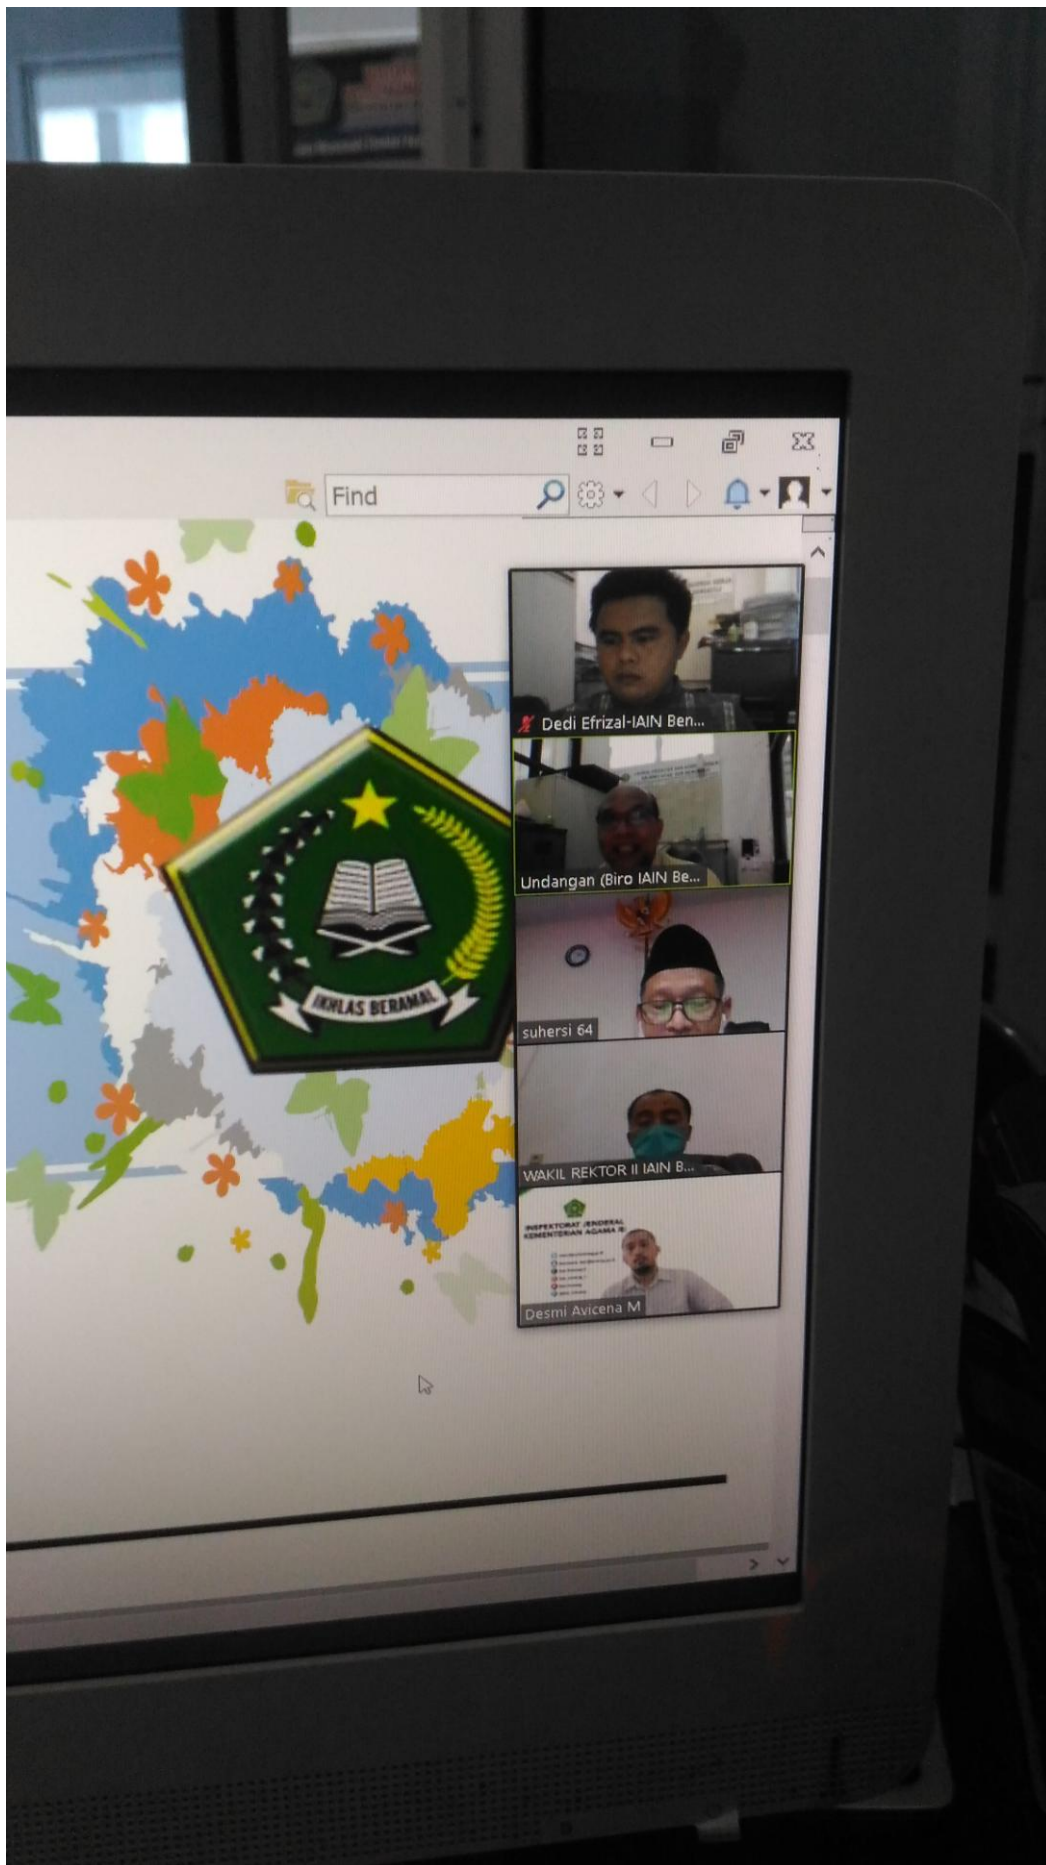 Find
Dedi Efrizal-IAIN Ben...
Undangan (Biro IAIN Be...
IKHLAS BERAMAL
suhersi 64
WAKIL REKTOR II IAIN B...
INSPEKTORAT JENDERAL
KEMENTERIAN AGAMA RI
Desmi Avicena M